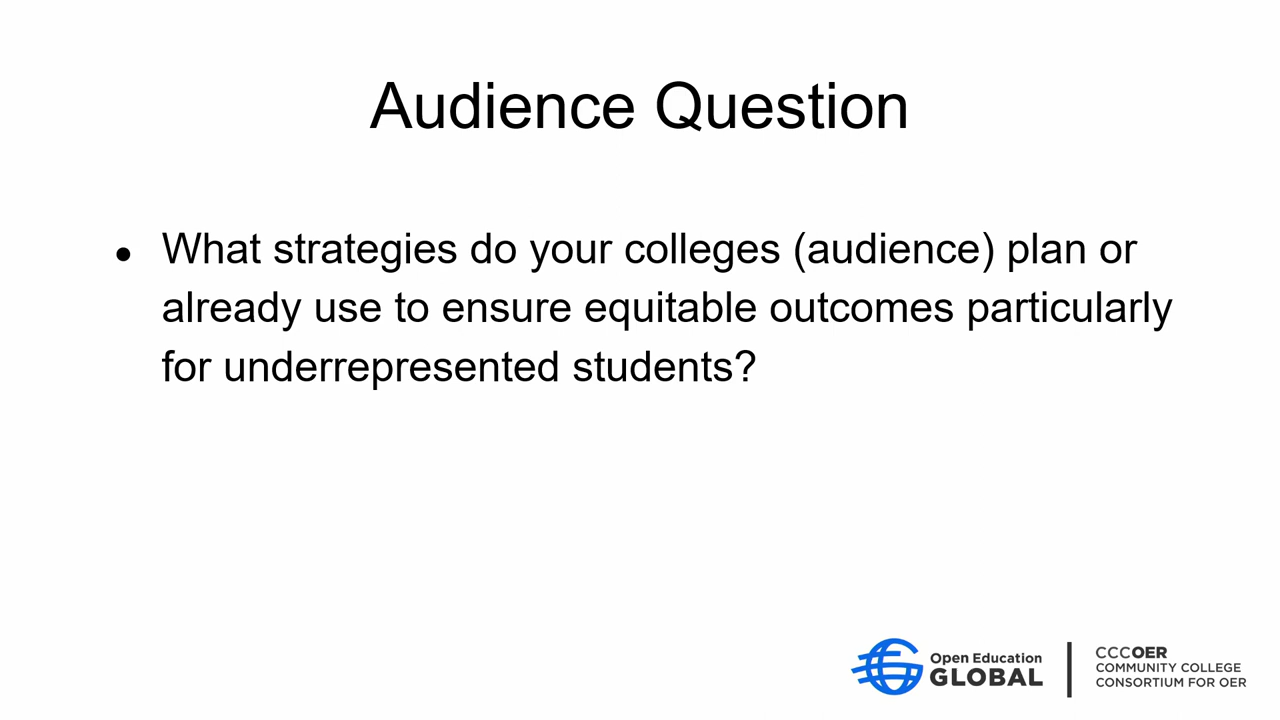 Audience Question
● What strategies do your colleges (audience) plan or
already use to ensure equitable outcomes particularly
for underrepresented students?
Open Education
GLOBAL
CCCOER
COMMUNITY COLLEGE
CONSORTIUM FOR OER